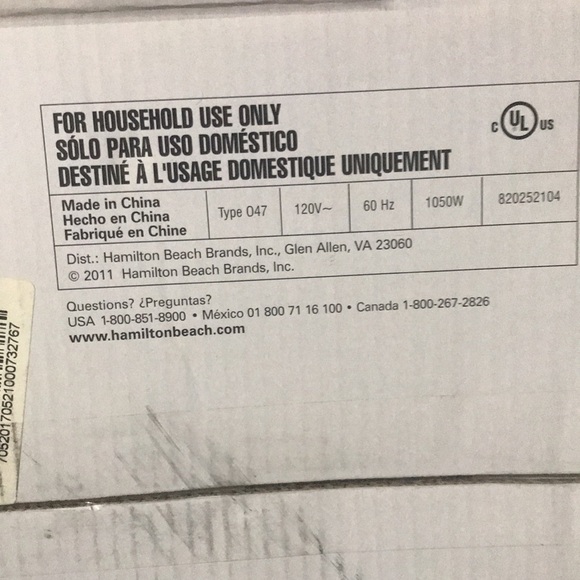 FOR HOUSEHOLD USE ONLY
SÓLO PARA USO DOMÉSTICO
DESTINÉ À L'USAGE DOMESTIQUE UNIQUEMENT
C UL US
Made in China
Hecho en China
Fabriqué en Chine
Type 047
120V~
60 Hz
1050W
820252104
Dist.: Hamilton Beach Brands, Inc., Glen Allen, VA 23060
© 2011 Hamilton Beach Brands, Inc.
Questions? ¿Preguntas?
USA 1-800-851-8900 • México 01 800 71 16 100 • Canada 1-800-267-2826
www.hamiltonbeach.com